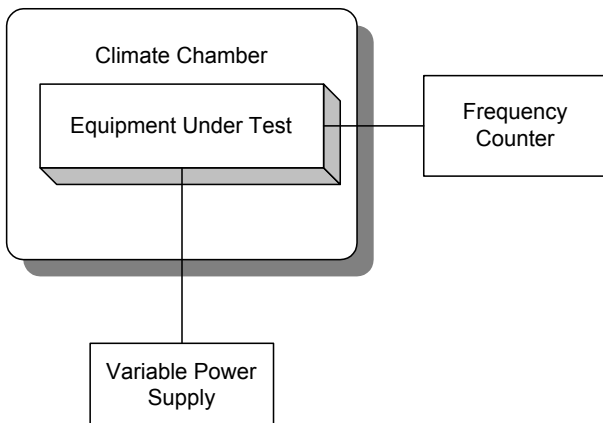 Climate Chamber
Equipment Under Test
Frequency
Counter
Variable Power
Supply